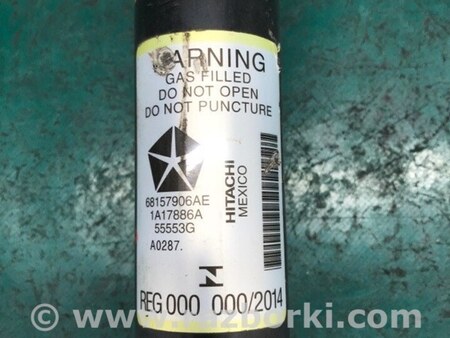 WARNING
GAS FILLED
DO NOT OPEN
DO NOT PUNCTURE
68157906AE
1A17886A
55553G
A0287.
HITACHI
MEXICO
REG 000 000/2014